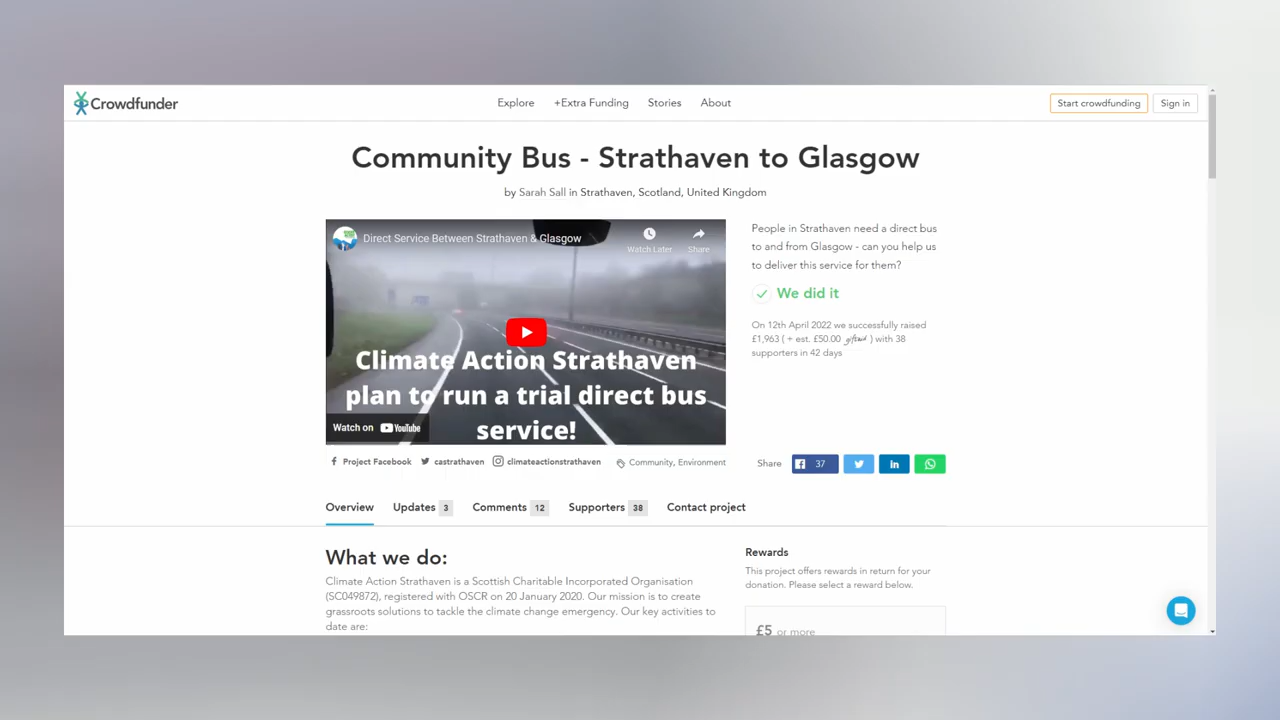 Crowdfunder
Explore
+Extra Funding
Stories
About
Start crowdfunding
Sign in
Community Bus - Strathaven to Glasgow
by Sarah Sall in Strathaven, Scotland, United Kingdom
Direct Service Between Strathaven & Glasgow
Watch Later
Share
Climate Action Strathaven
plan to run a trial direct bus
service!
Watch on YouTube
People in Strathaven need a direct bus
to and from Glasgow - can you help us
to deliver this service for them?
We did it
On 12th April 2022 we successfully raised
£1,963 ( + est. £50.00 giftaid ) with 38
supporters in 42 days
Project Facebook
castrathaven
climateactionstrathaven
Community, Environment
Share
37
Overview
Updates 3
Comments 12
Supporters 38
Contact project
What we do:
Climate Action Strathaven is a Scottish Charitable Incorporated Organisation
(SC049872), registered with OSCR on 20 January 2020. Our mission is to create
grassroots solutions to tackle the climate change emergency. Our key activities to
date are:
Rewards
This project offers rewards in return for your
donation. Please select a reward below.
£5 or more